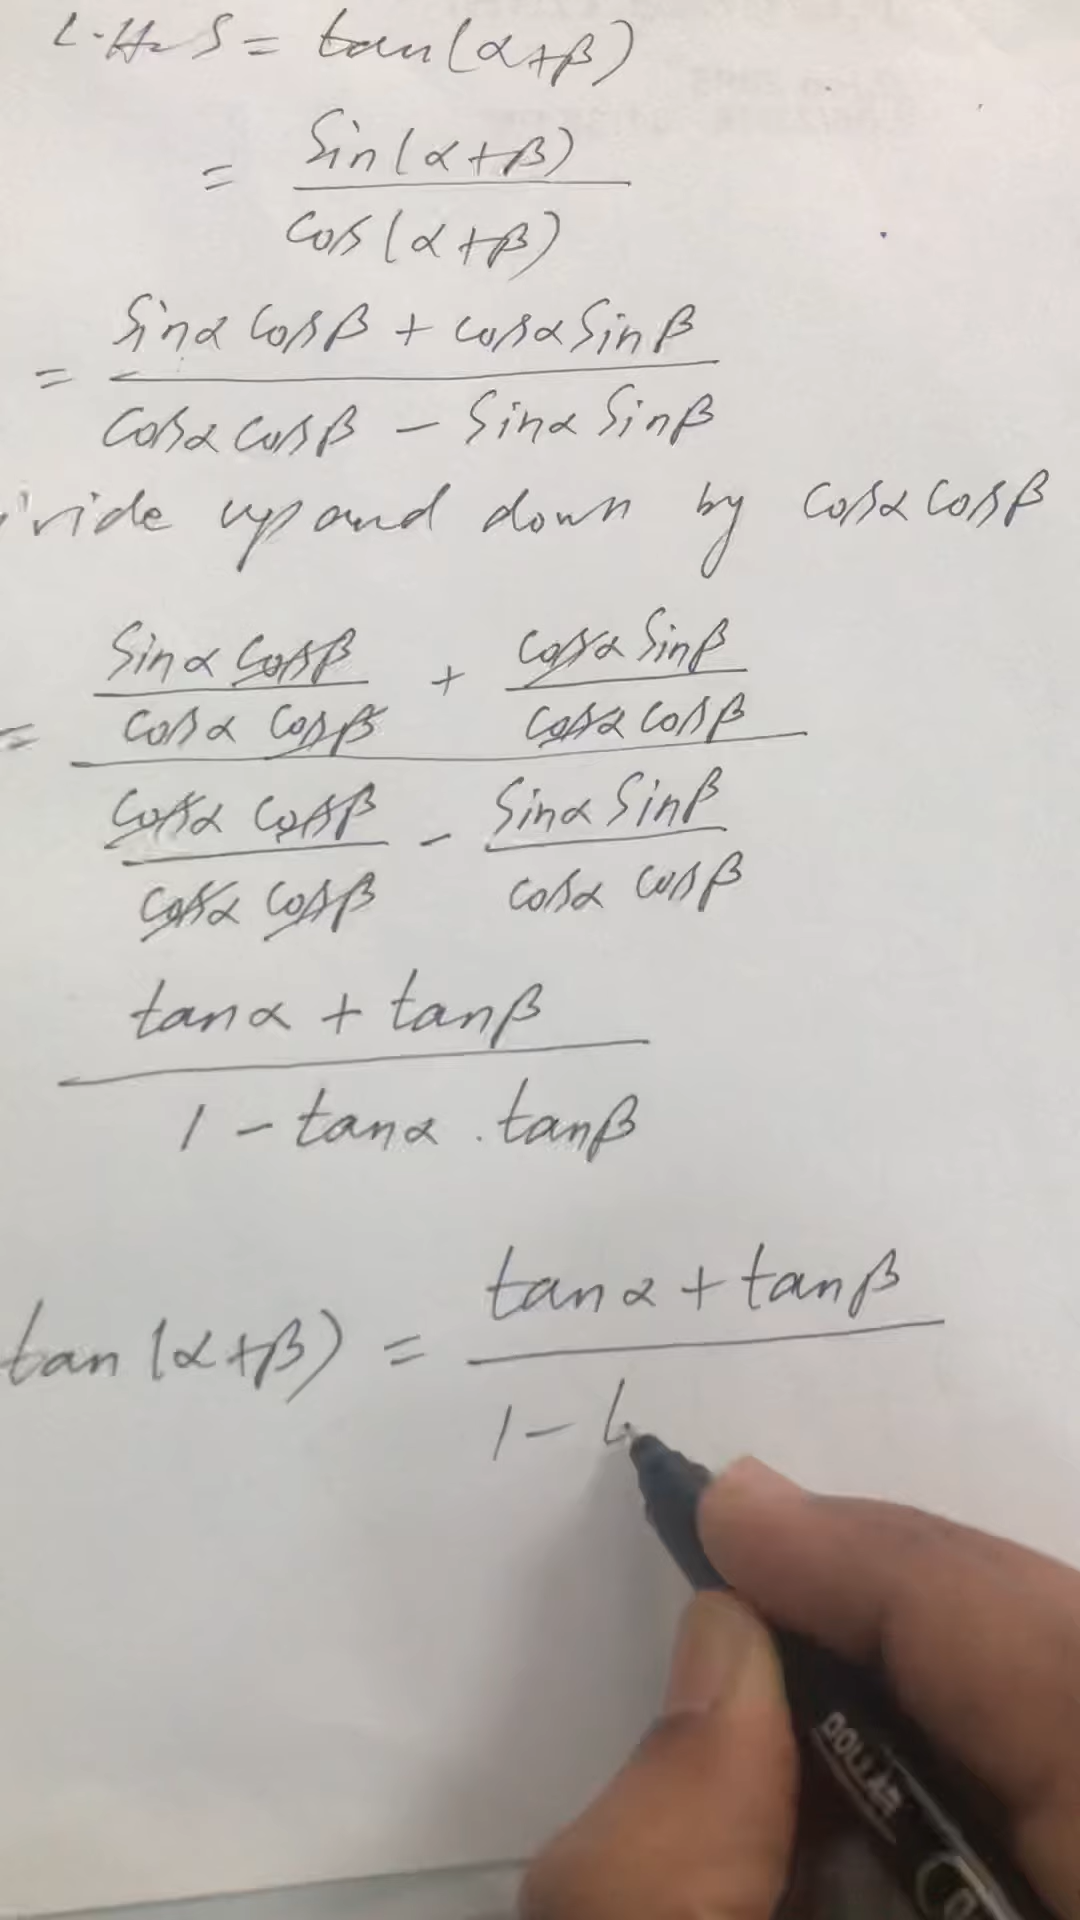 L.H.S = tan(α+β)
= sin(α+β)
cos(α+β)
= sinα cosβ + cosα sinβ
cosα cosβ − sinα sinβ
ivide up and down by cosα cosβ
sinα cosβ + cosα sinβ
= cosα cosβ cosα cosβ
cosα cosβ − sinα sinβ
cosα cosβ cosα cosβ
tanα + tanβ
1 − tanα . tanβ
tanα + tanβ
tan(α+β) =
1 − t
DOLLAR